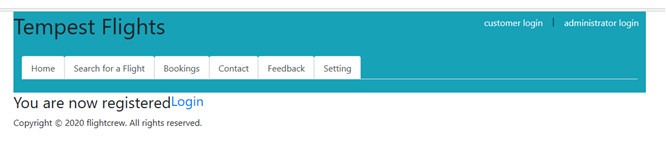 Tempest Flights
customer login | administrator login
Home Search for a Flight Bookings Contact Feedback Setting
You are now registeredLogin
Copyright © 2020 flightcrew. All rights reserved.